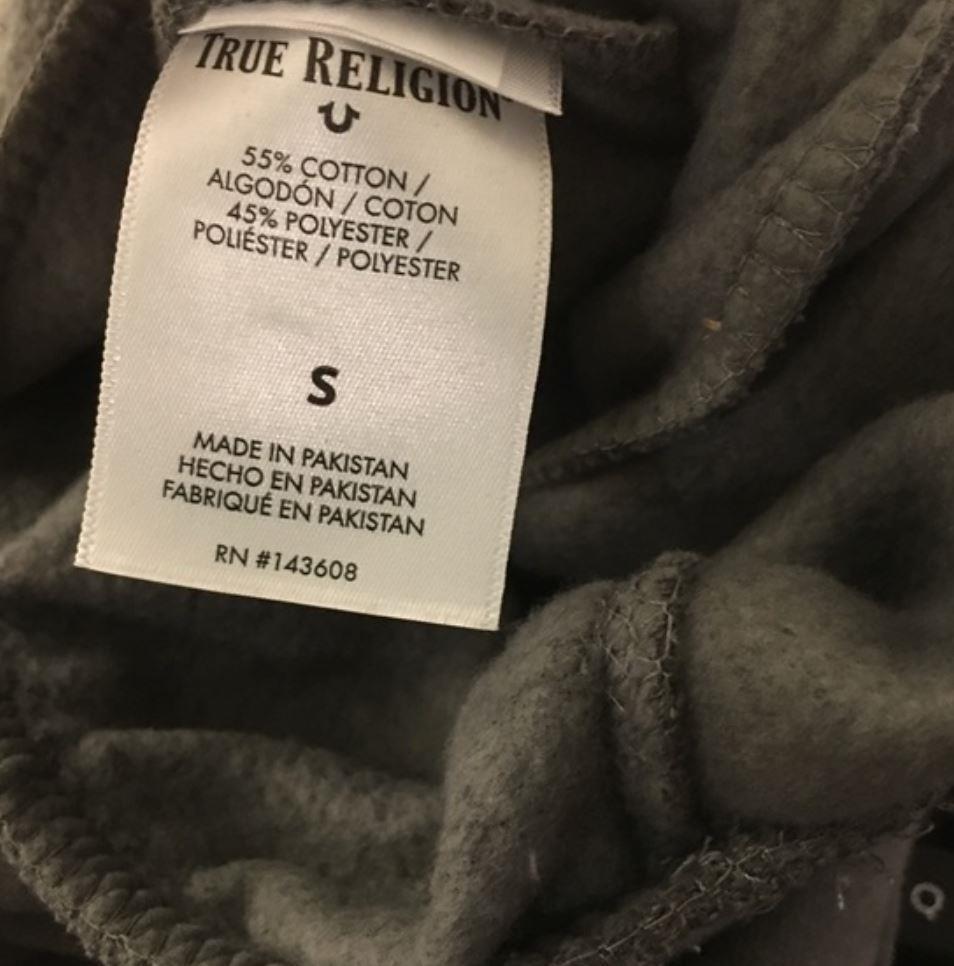 TRUE RELIGION
55% COTTON /
ALGODÓN / COTON
45% POLYESTER /
POLIÉSTER / POLYESTER
S
MADE IN PAKISTAN
HECHO EN PAKISTAN
FABRIQUÉ EN PAKISTAN
RN #143608